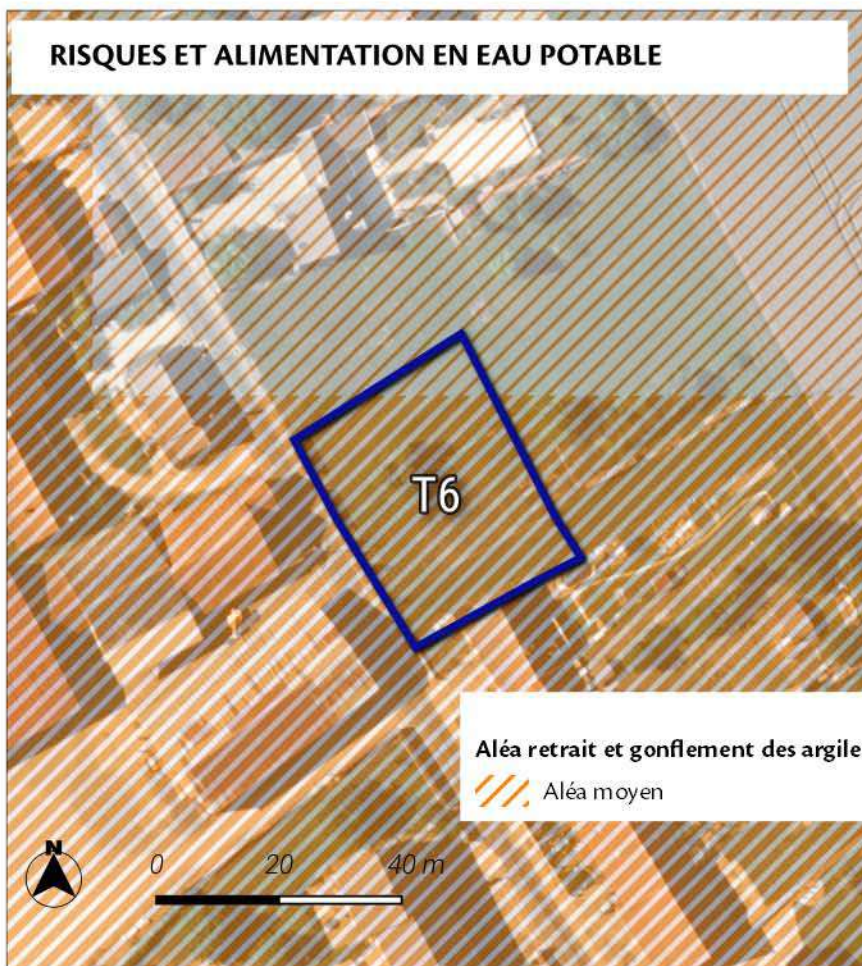 RISQUES ET ALIMENTATION EN EAU POTABLE
T6
Aléa retrait et gonflement des argile
Aléa moyen
N
0 20 40 m